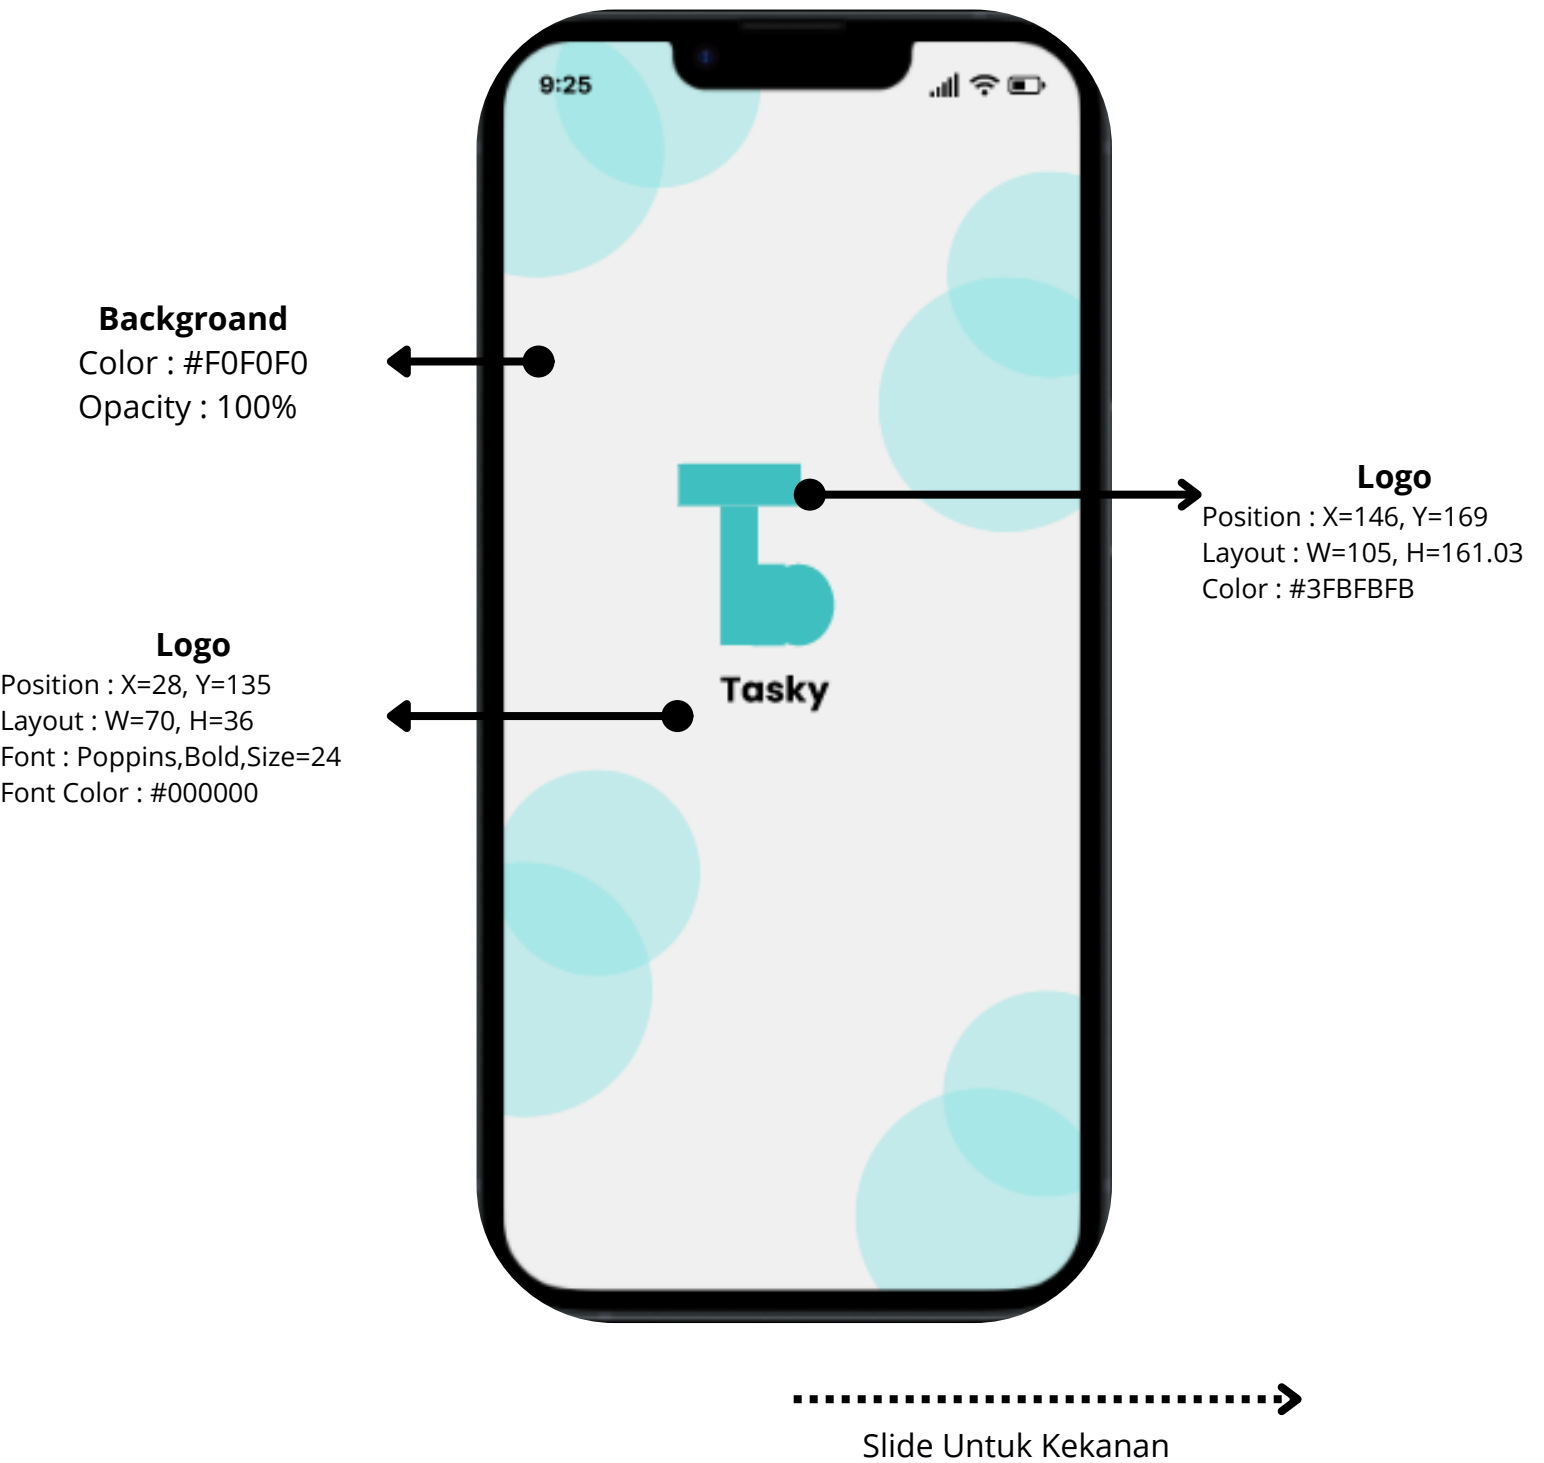 9:25
Backgroand
Color : #F0F0F0
Opacity : 100%
Logo
Position : X=146, Y=169
Layout : W=105, H=161.03
Color : #3FBFBFB
Logo
Position : X=28, Y=135
Layout : W=70, H=36
Font : Poppins,Bold,Size=24
Font Color : #000000
Tasky
Slide Untuk Kekanan